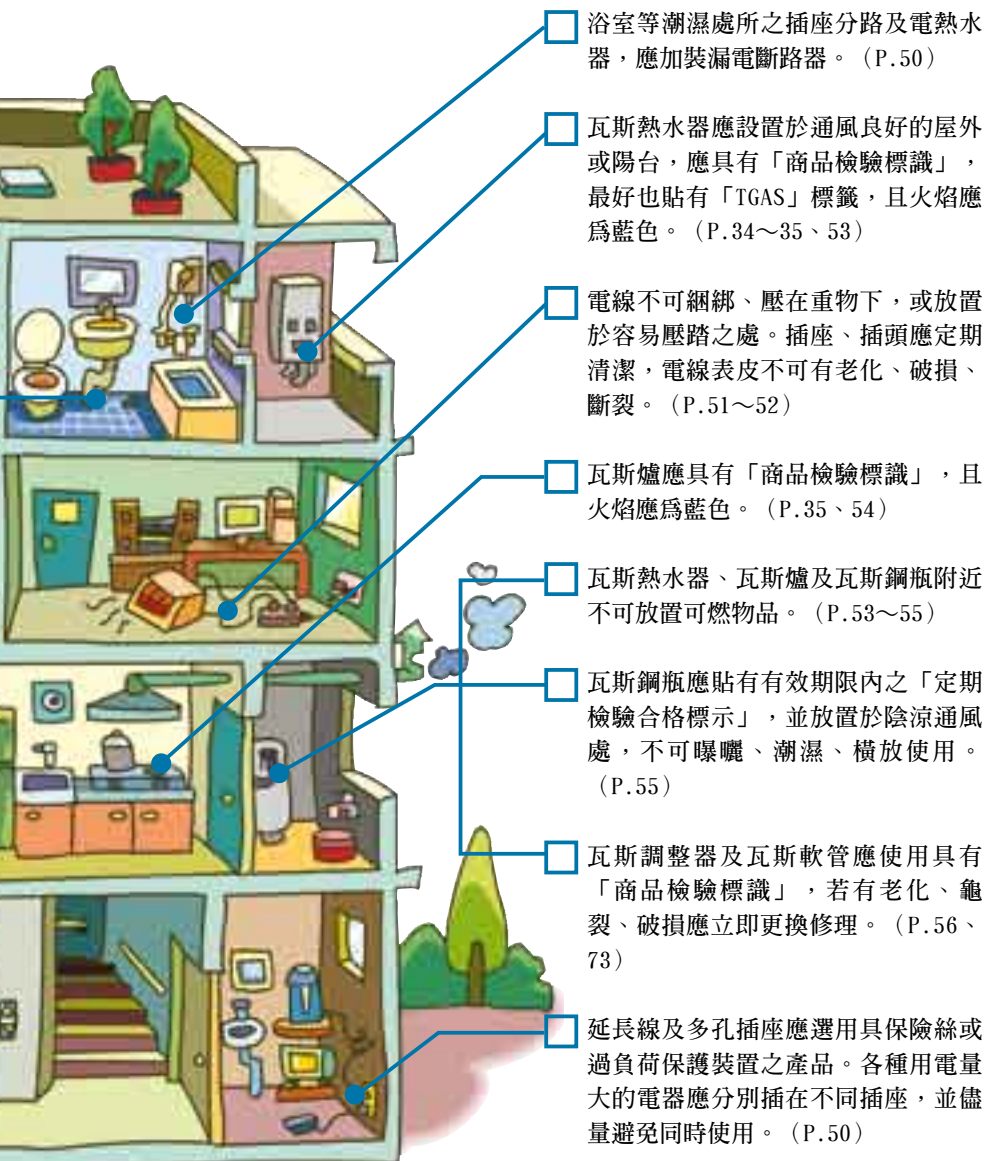 浴室等潮濕處所之插座分路及電熱水
器，應加裝漏電斷路器。（P.50）
瓦斯熱水器應設置於通風良好的屋外
或陽台，應具有「商品檢驗標識」，
最好也貼有「TGAS」標籤，且火焰應
爲藍色。（P.34～35、53）
電線不可綑綁、壓在重物下，或放置
於容易壓踏之處。插座、插頭應定期
清潔，電線表皮不可有老化、破損、
斷裂。（P.51～52）
瓦斯爐應具有「商品檢驗標識」，且
火焰應爲藍色。（P.35、54）
瓦斯熱水器、瓦斯爐及瓦斯鋼瓶附近
不可放置可燃物品。（P.53～55）
瓦斯鋼瓶應貼有有效期限內之「定期
檢驗合格標示」，並放置於陰涼通風
處，不可曝曬、潮濕、橫放使用。
（P.55）
瓦斯調整器及瓦斯軟管應使用具有
「商品檢驗標識」，若有老化、龜
裂、破損應立即更換修理。（P.56、
73）
延長線及多孔插座應選用具保險絲或
過負荷保護裝置之產品。各種用電量
大的電器應分別插在不同插座，並儘
量避免同時使用。（P.50）